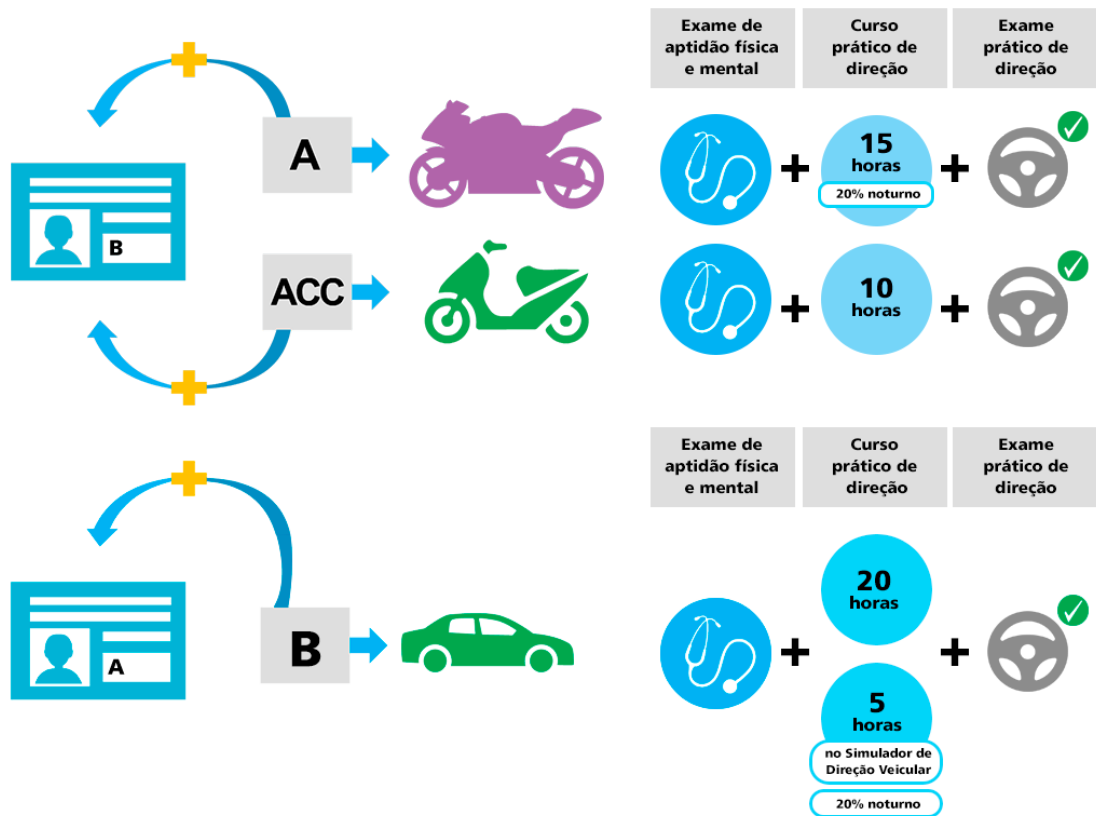 Exame de
aptidão física
e mental
Curso
prático de
direção
Exame
prático de
direção
A
15
horas
20% noturno
B
ACC
10
horas
Exame de
aptidão física
e mental
Curso
prático de
direção
Exame
prático de
direção
20
horas
B
A
5
horas
no Simulador de
Direção Veicular
20% noturno